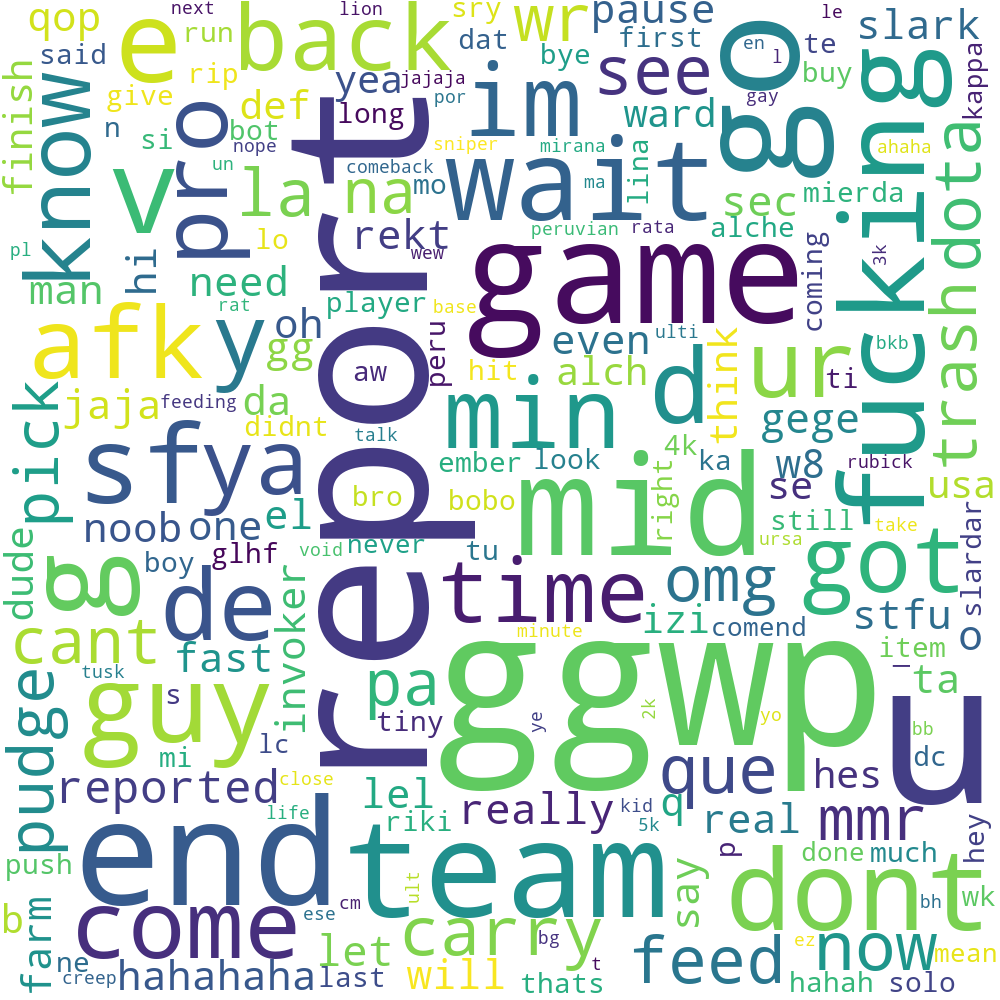 next
lion
sry
wr
pause
le
qop
e
back
run
dat
first
en
te
slark
said
yea
jajaja
bye
see
go
l
buy
kappa
rip
im
give
def
long
por
gay
ward
n
know
pro
bot
nope
sniper
mirana
ahaha
finish
si
v
un
comeback
wait
lina
ma
sec
mierda
fucking
la
na
mo
lo
rekt
wew
peruvian
rata
alche
dota
pl
hi
need
game
coming
3k
man
rat
player
base
trash
afk
y
oh
peru
even
ulti
gg
aw
hit
alch
d
think
ur
ti
bkb
jaja
feeding
da
didnt
report
min
gege
pick
sfya
talk
ember
look
4k
ka
w8
rubick
bro
bobo
mid
right
se
usa
noob
one
el
still
take
dude
boy
glhf
void
never
tu
ursa
slardar
g
de
time
omg
got
invoker
stfu
cant
fast
minute
izi
comend
o
item
_
tusk
guy
s
pa
ggwp
ta
pudge
mi
lc
tiny
ye
2k
yo
u
bb
dc
reported
close
lel
que
hes
life
riki
really
kid
q
real
mmr
hey
push
end
5k
p
done
much
team
say
dont
b
come
ese
cm
ult
carry
bh
wk
farm
ne
let
bg
feed
ez
now
mean
creep
hahahaha
last
will
thats
t
hahah
solo